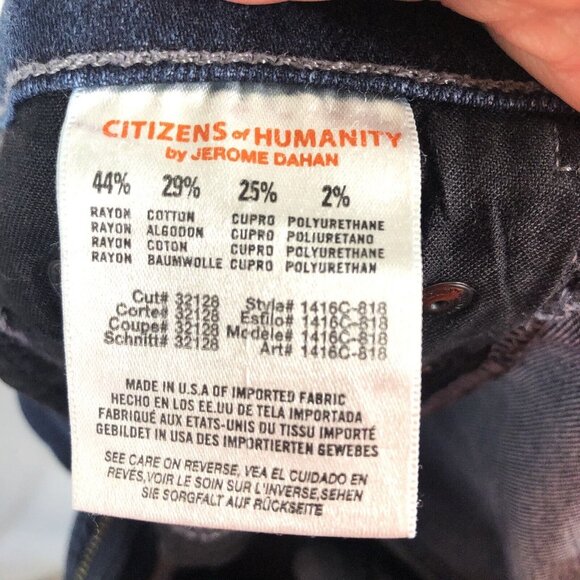 CITIZENS of HUMANITY
by JEROME DAHAN
44% 29% 25% 2%
RAYON COTTON CUPRO POLYURETHANE
RAYON ALGODON CUPRO POLIURETANO
RAYON COTON CUPRO POLYURETHANE
RAYON BAUMWOLLE CUPRO POLYURETHAN
Cut# 32128 Style# 1416C-818
Corte# 32128 Estilo# 1416C-818
Coupe# 32128 Modele# 1416C-818
Schnitt# 32128 Art# 1416C-818
MADE IN U.S.A OF IMPORTED FABRIC
HECHO EN LOS EE.UU DE TELA IMPORTADA
FABRIQUÉ AUX ETATS-UNIS DU TISSU IMPORTÉ
GEBILDET IN USA DES IMPORTIERTEN GEWEBES
SEE CARE ON REVERSE, VEA EL CUIDADO EN
REVÉS, VOIR LE SOIN SUR L'INVERSE, SEHEN
SIE SORGFALT AUF RÜCKSEITE